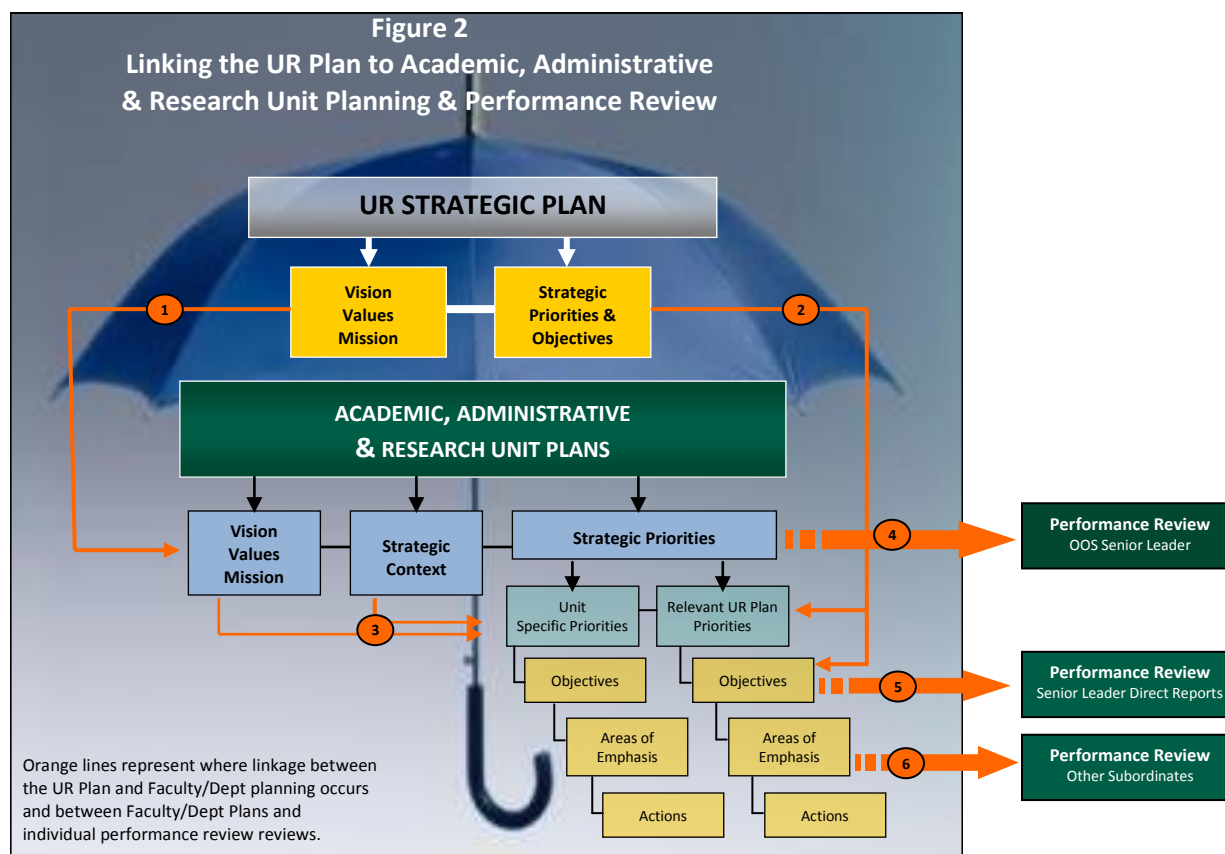 Figure 2
Linking the UR Plan to Academic, Administrative
& Research Unit Planning & Performance Review
UR STRATEGIC PLAN
Vision
Values
Mission
Strategic
Priorities &
Objectives
1
2
ACADEMIC, ADMINISTRATIVE
& RESEARCH UNIT PLANS
Vision
Values
Mission
Strategic
Context
Strategic Priorities
4
Performance Review
OOS Senior Leader
3
Unit
Specific Priorities
Relevant UR Plan
Priorities
Objectives
Objectives
5
Performance Review
Senior Leader Direct Reports
Areas of
Emphasis
Areas of
Emphasis
6
Performance Review
Other Subordinates
Actions
Actions
Orange lines represent where linkage between
the UR Plan and Faculty/Dept planning occurs
and between Faculty/Dept Plans and
individual performance review reviews.